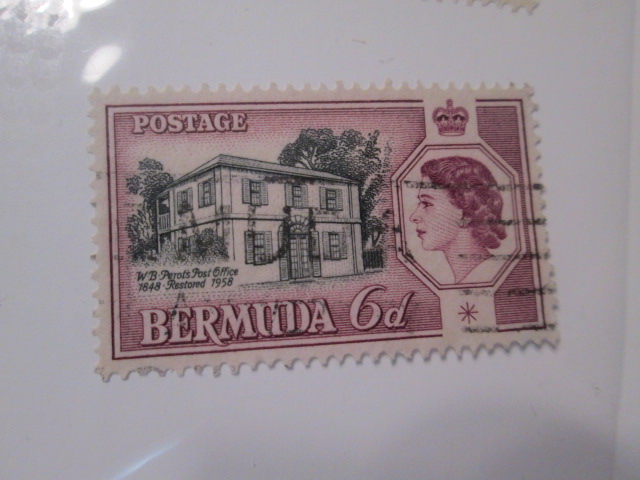 POSTAGE
W.B. Perot's Post Office
1848 · Restored 1958
BERMUDA 6d